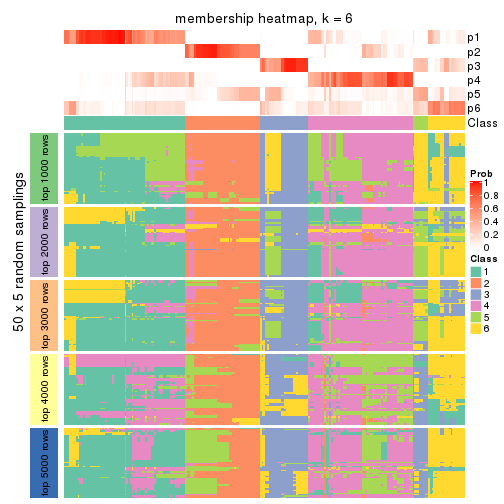 membership heatmap, k = 6
p1
p2
p3
p4
p5
p6
Class
50 x 5 random samplings
top 1000 rows
top 2000 rows
top 3000 rows
top 4000 rows
top 5000 rows
Prob
1
0.8
0.6
0.4
0.2
0
Class
1
2
3
4
5
6